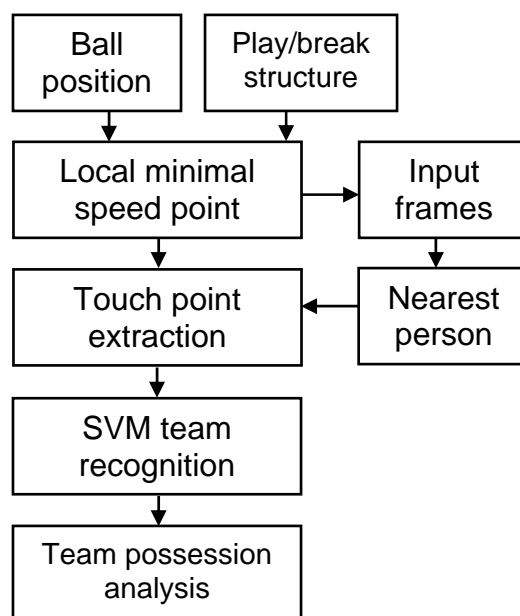 Ball
position
Play/break
structure
Local minimal
speed point
Input
frames
Touch point
extraction
Nearest
person
SVM team
recognition
Team possession
analysis